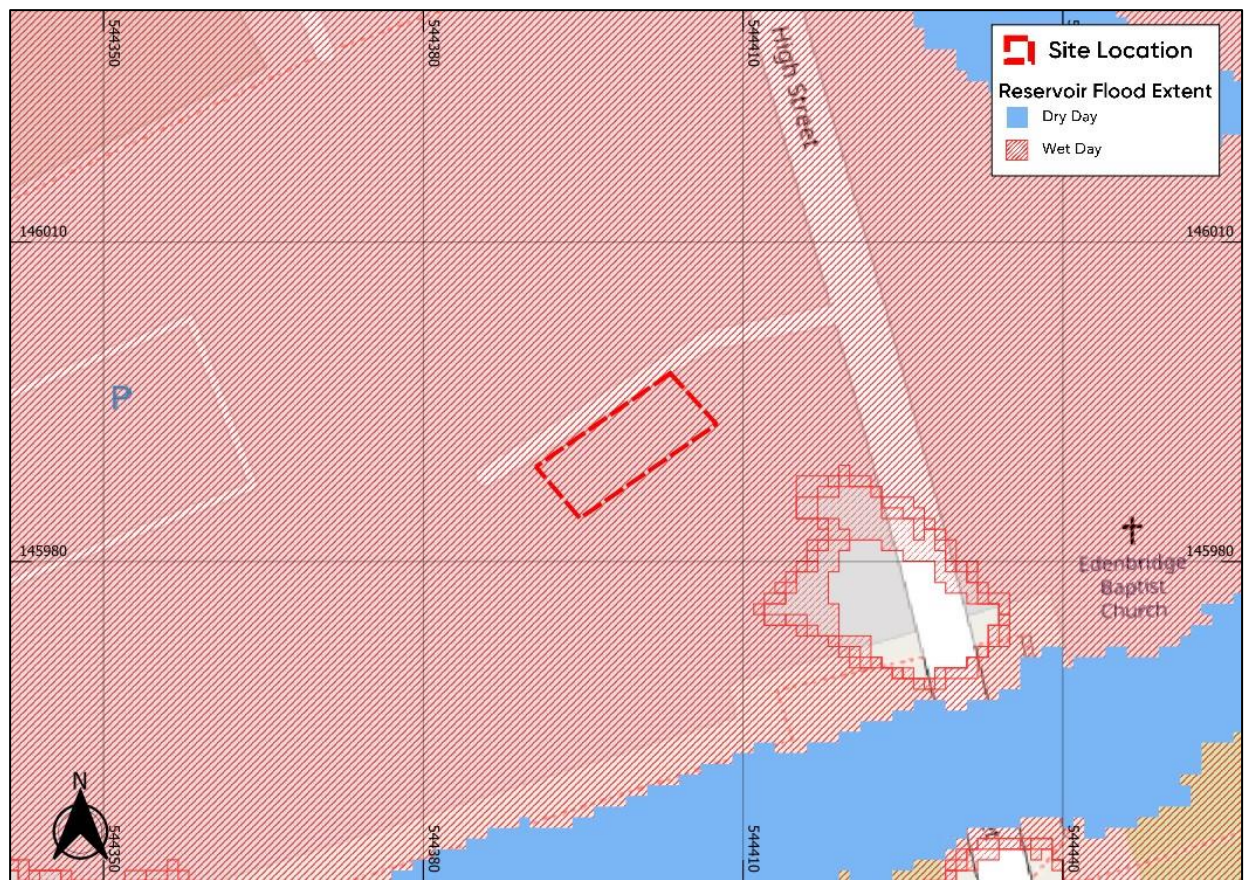 544350
544380
544410
High Street
Site Location
Reservoir Flood Extent
Dry Day
Wet Day
146010
146010
P
145980
145980
Edenbridge
Baptist
Church
N
544350
544380
544410
544440